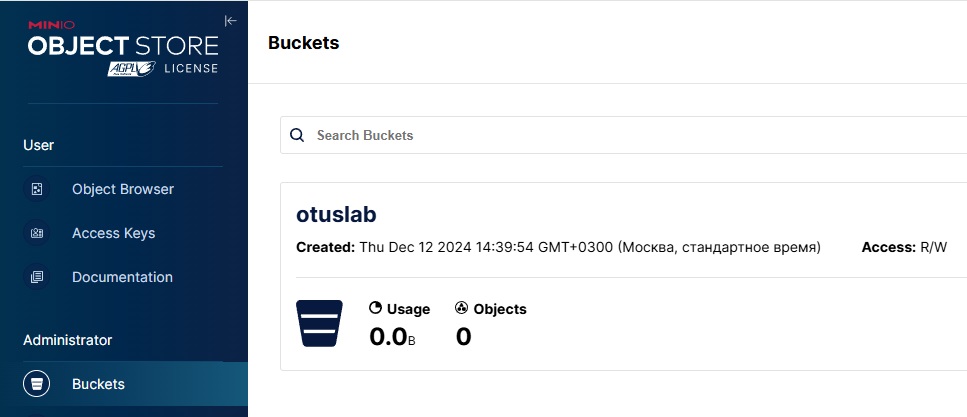 MINIO
OBJECT STORE
AGPLv3 LICENSE
User
Object Browser
Access Keys
Documentation
Administrator
Buckets
Buckets
Search Buckets
otuslab
Created: Thu Dec 12 2024 14:39:54 GMT+0300 (Москва, стандартное время) Access: R/W
Usage Objects
0.0B 0